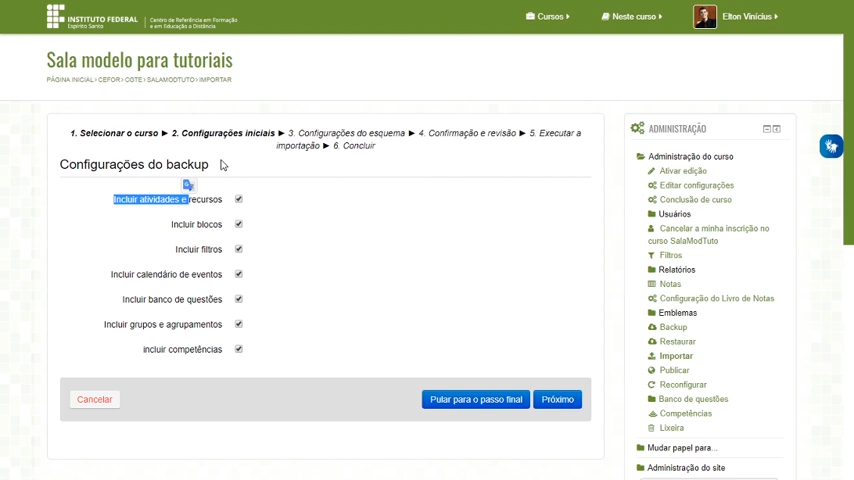 INSTITUTO FEDERAL
Espírito Santo
Centro de Referência em Formação
e em Educação a Distância
Cursos
Neste curso
Elton Vinícius
Sala modelo para tutoriais
PÁGINA INICIAL › CEFOR › CGTE › SALAMODTUTO › IMPORTAR
1. Selecionar o curso ► 2. Configurações iniciais ► 3. Configurações do esquema ► 4. Confirmação e revisão ► 5. Executar a
importação ► 6. Concluir
Configurações do backup
Incluir atividades e recursos
Incluir blocos
Incluir filtros
Incluir calendário de eventos
Incluir banco de questões
Incluir grupos e agrupamentos
incluir competências
Cancelar
Pular para o passo final
Próximo
ADMINISTRAÇÃO
Administração do curso
Ativar edição
Editar configurações
Conclusão de curso
Usuários
Cancelar a minha inscrição no
curso SalaModTuto
Filtros
Relatórios
Notas
Configuração do Livro de Notas
Emblemas
Backup
Restaurar
Importar
Publicar
Reconfigurar
Banco de questões
Competências
Lixeira
Mudar papel para...
Administração do site